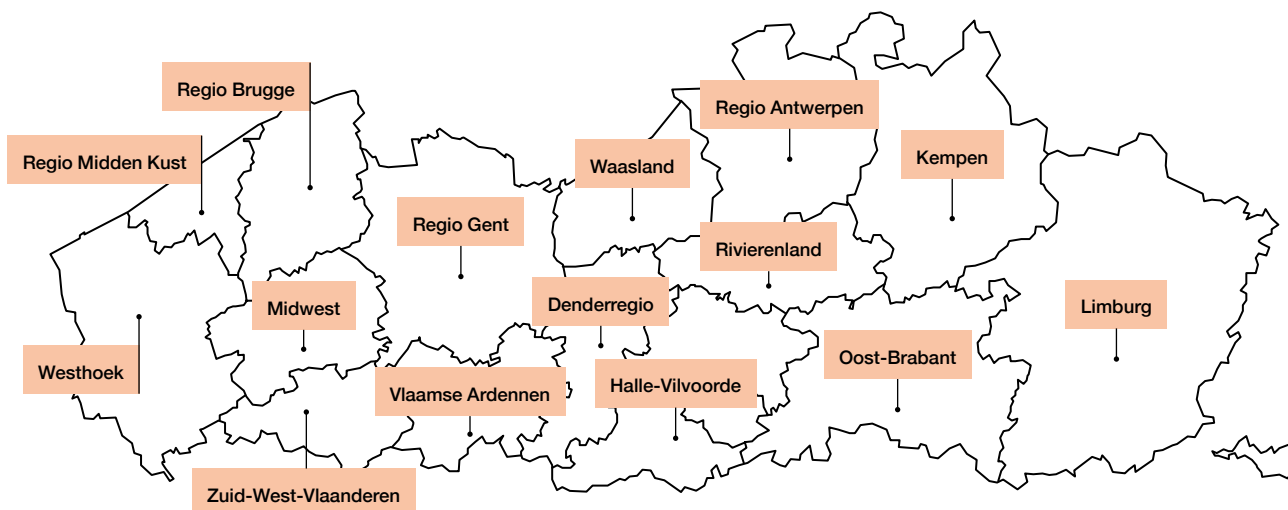 Regio Brugge
Regio Antwerpen
Regio Midden Kust
Waasland
Kempen
Regio Gent
Rivierenland
Midwest
Denderregio
Limburg
Westhoek
Oost-Brabant
Vlaamse Ardennen
Halle-Vilvoorde
Zuid-West-Vlaanderen